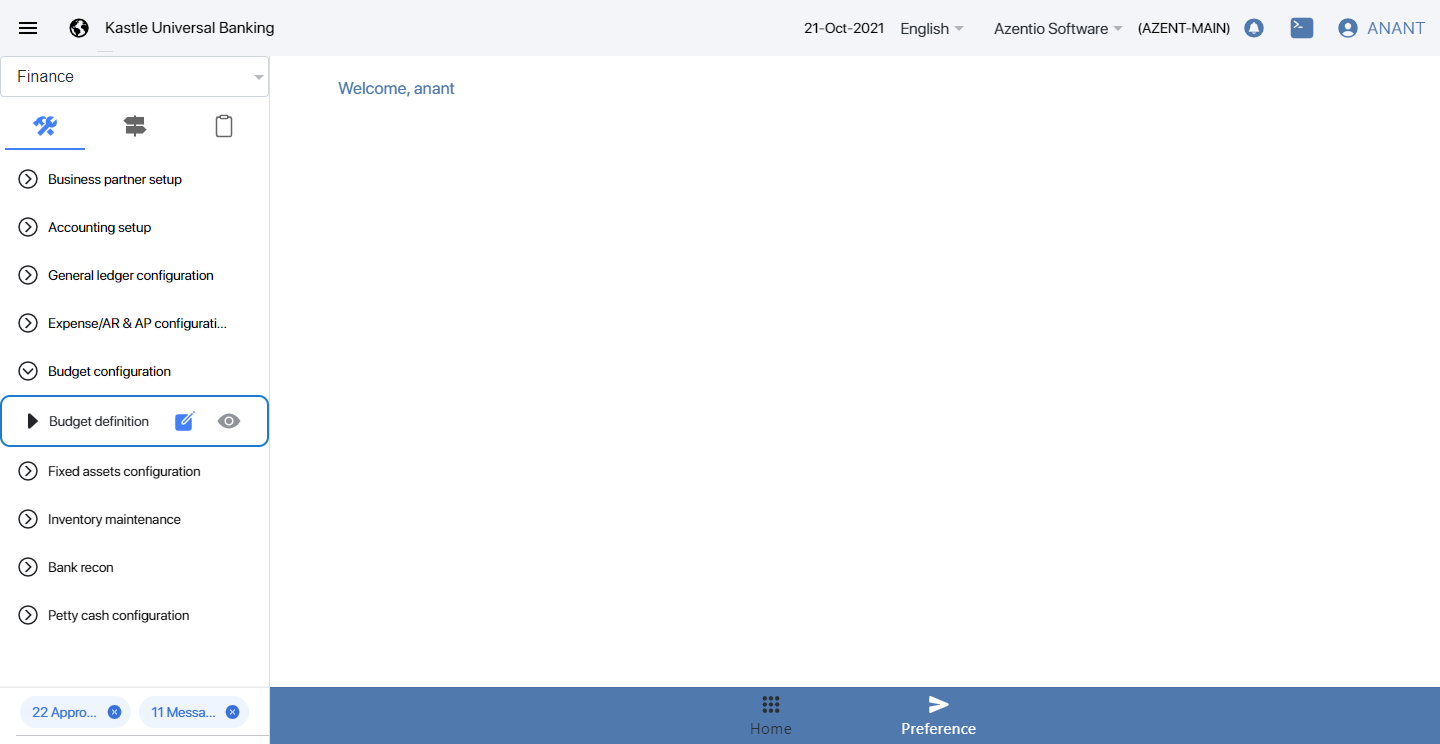 Kastle Universal Banking
21-Oct-2021 English Azentio Software (AZENT-MAIN) ANANT
Finance
Welcome, anant
Business partner setup
Accounting setup
General ledger configuration
Expense/AR & AP configurati...
Budget configuration
Budget definition
Fixed assets configuration
Inventory maintenance
Bank recon
Petty cash configuration
22 Appro... 11 Messa...
Home Preference